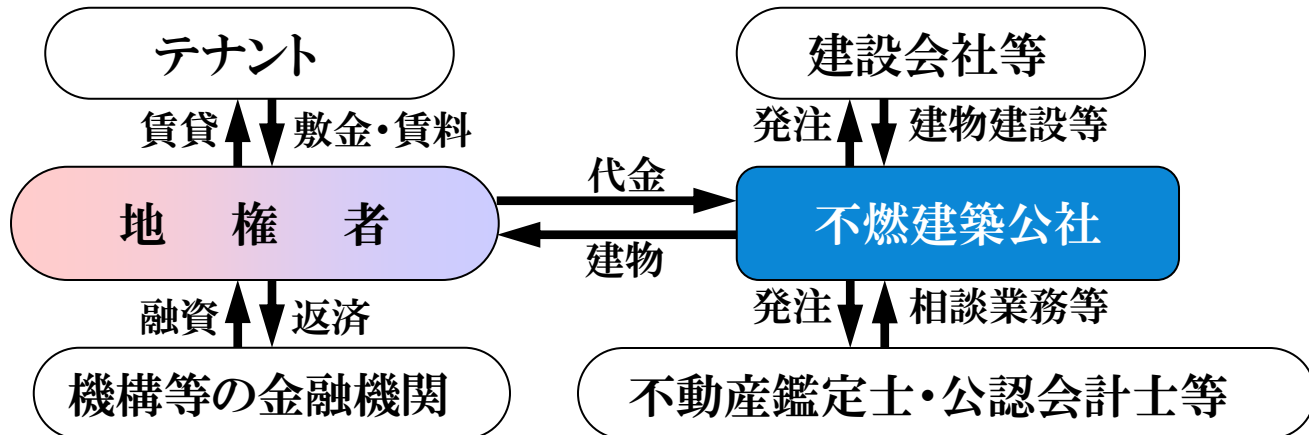 テナント
建設会社等
賃貸
敷金・賃料
発注
建物建設等
代金
地権者
不燃建築公社
建物
融資
返済
発注
相談業務等
機構等の金融機関
不動産鑑定士・公認会計士等